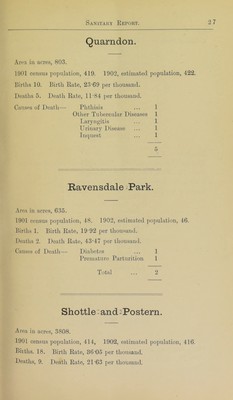 Sanitary Report. 27
Quarndon.
Area in acres, 803.
1901 census population, 419. 1902, estimated population, 422.
Births 10. Birth Rate, 23·69 per thousand.
Deaths 5. Death Rate, 11·84 per thousand.
Causes of Death— Phthisis ... 1
Other Tubercular Diseases 1
Laryngitis ... 1
Urinary Disease ... 1
Inquest ... 1
5
Ravensdale Park.
Area in acres, 635.
1901 census population, 48. 1902, estimated population, 46.
Births 1. Birth Rate, 19·92 per thousand.
Deaths 2. Death Rate, 43·47 per thousand.
Causes of Death— Diabetes ... 1
Premature Parturition 1
Total ... 2
Shottle and Postern.
Area in acres, 3808.
1901 census population, 414, 1902, estimated population, 416
Births. 18. Birth Rate, 36·05 per thousand.
Deaths, 9. Death Rate, 21·63 per thousand.